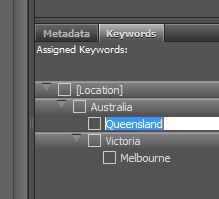 Metadata Keywords
Assigned Keywords:
[Location]
Australia
Queensland
Victoria
Melbourne